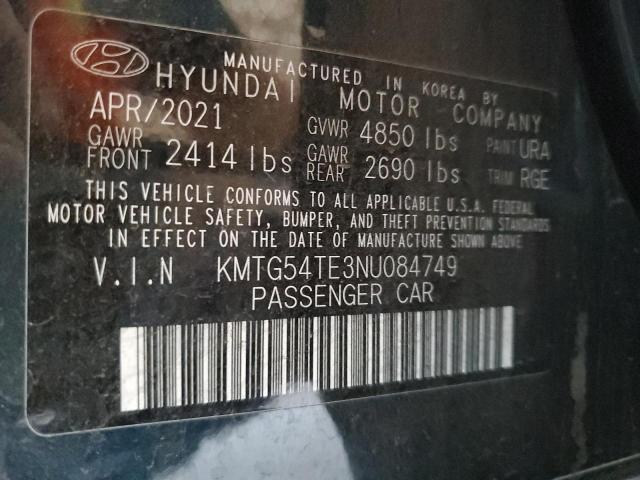 MANUFACTURED IN KOREA BY
HYUNDAI MOTOR COMPANY
APR/2021 GVWR 4850 lbs PAINT URA
GAWR FRONT 2414 lbs GAWR REAR 2690 lbs TRIM RGE
THIS VEHICLE CONFORMS TO ALL APPLICABLE U.S.A. FEDERAL
MOTOR VEHICLE SAFETY, BUMPER, AND THEFT PREVENTION STANDARDS
IN EFFECT ON THE DATE OF MANUFACTURE SHOWN ABOVE
V.I.N KMTG54TE3NU084749
PASSENGER CAR